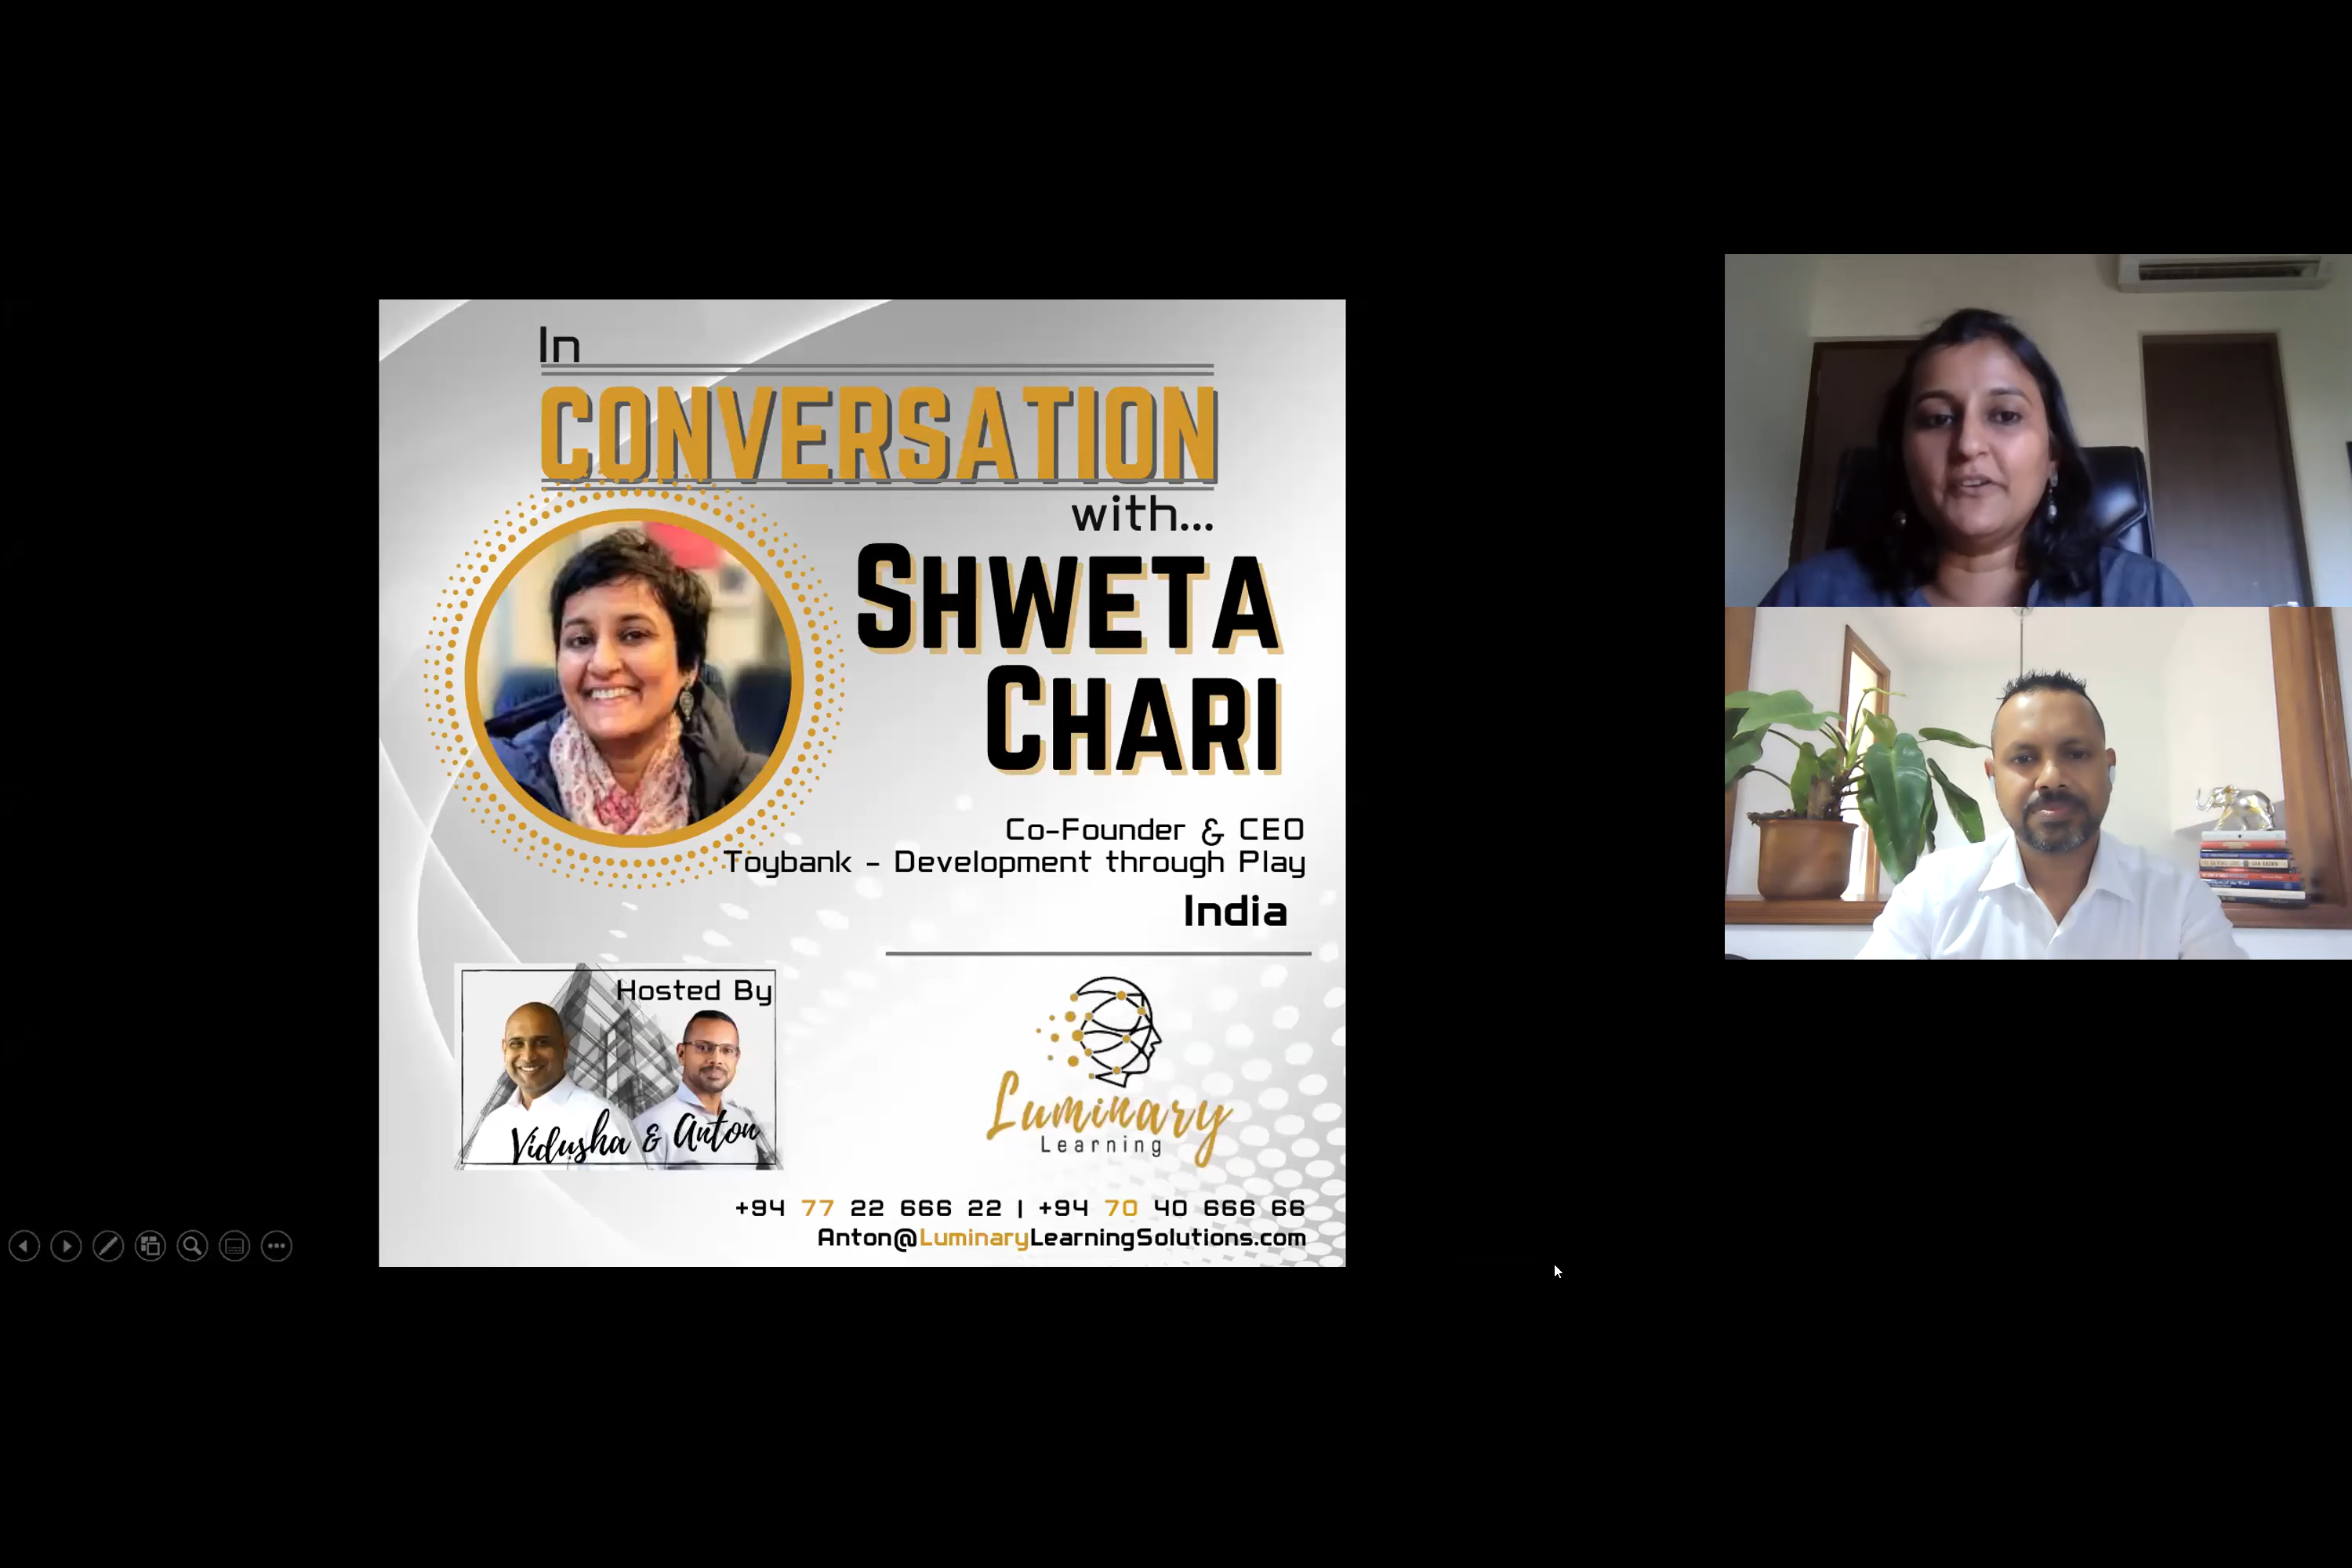 In
CONVERSATION
with...
SHWETA
CHARI
Co-Founder & CEO
Toybank - Development through Play
India
Hosted By
Vidusha & Anton
Luminary
Learning
+94 77 22 666 22 | +94 70 40 666 66
Anton@LuminaryLearningSolutions.com